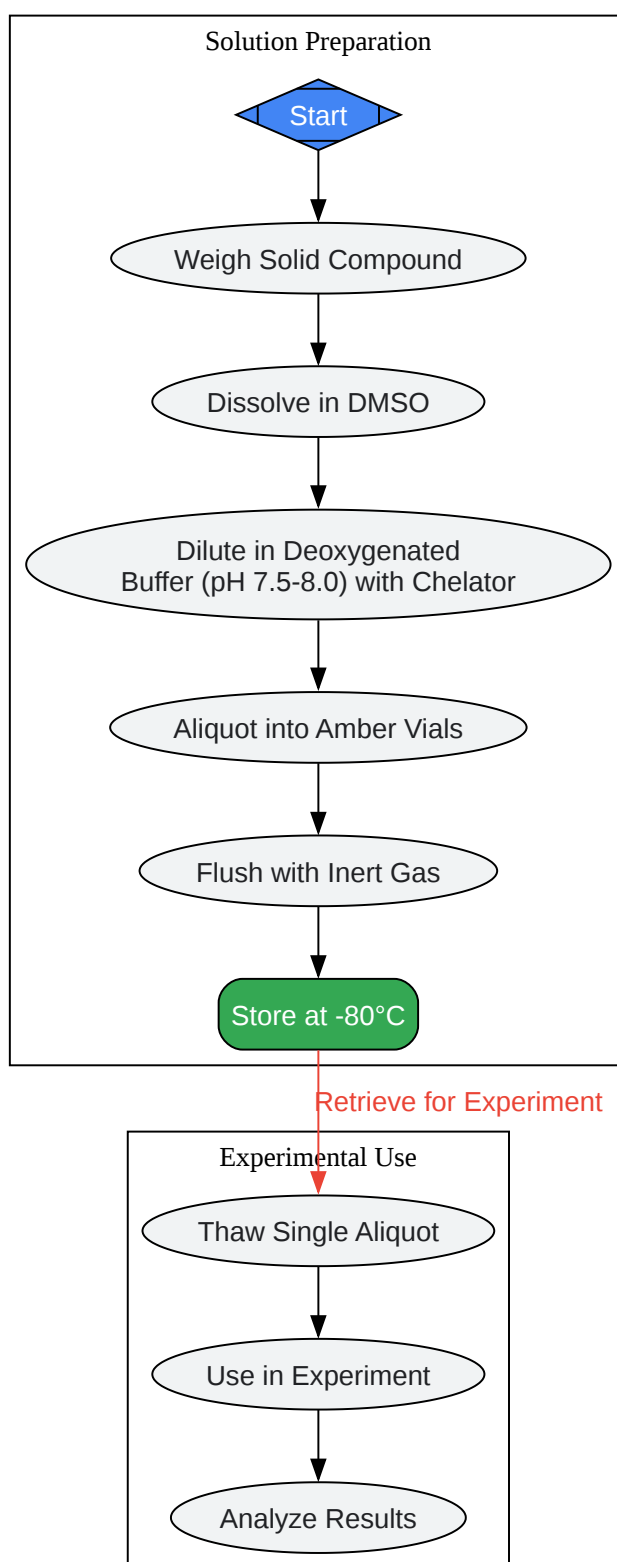 Solution Preparation
Start
Weigh Solid Compound
Dissolve in DMSO
Dilute in Deoxygenated
Buffer (pH 7.5-8.0) with Chelator
Aliquot into Amber Vials
Flush with Inert Gas
Store at -80°C
Retrieve for Experiment
Experimental Use
Thaw Single Aliquot
Use in Experiment
Analyze Results